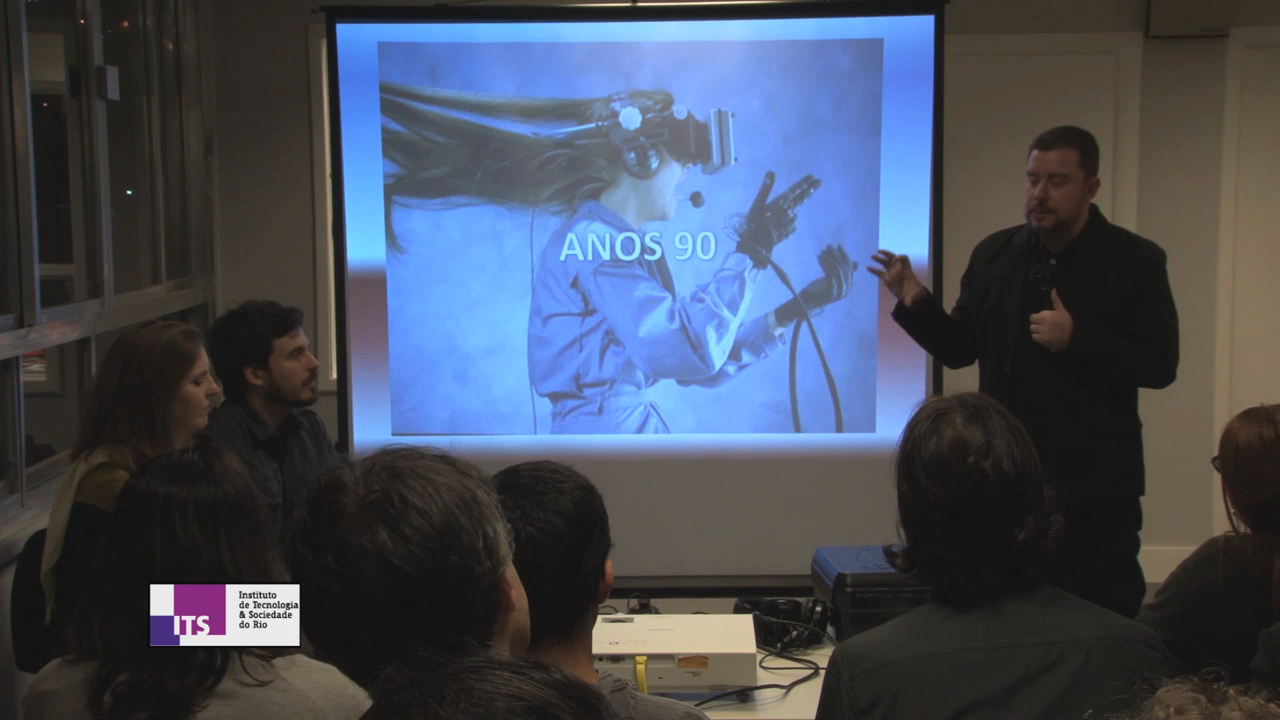 ANOS 90
ITS
Instituto
de Tecnologia
& Sociedade
do Rio